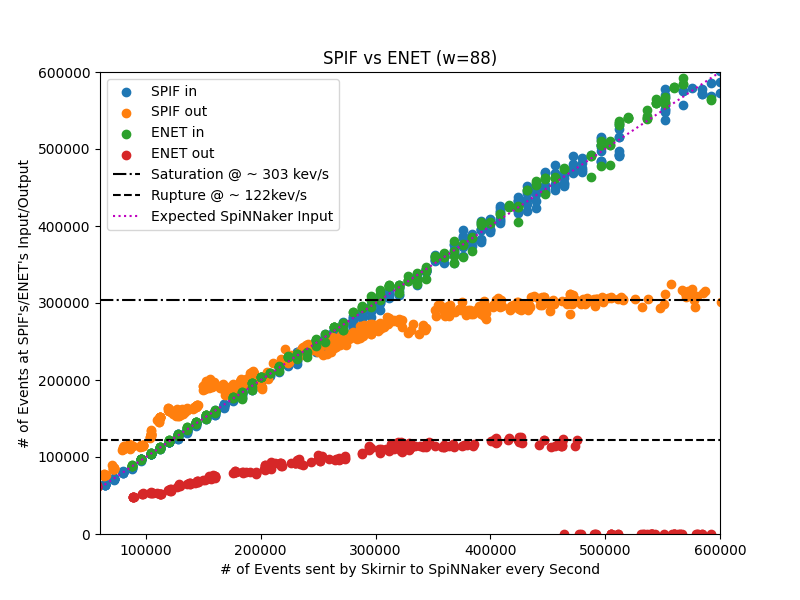 SPIF vs ENET (w=88)
SPIF in
SPIF out
ENET in
ENET out
Saturation @ ~ 303 kev/s
Rupture @ ~ 122kev/s
Expected SpiNNaker Input
# of Events at SPIF's/ENET's Input/Output
600000
500000
400000
300000
200000
100000
0
100000 200000 300000 400000 500000 600000
# of Events sent by Skirnir to SpiNNaker every Second